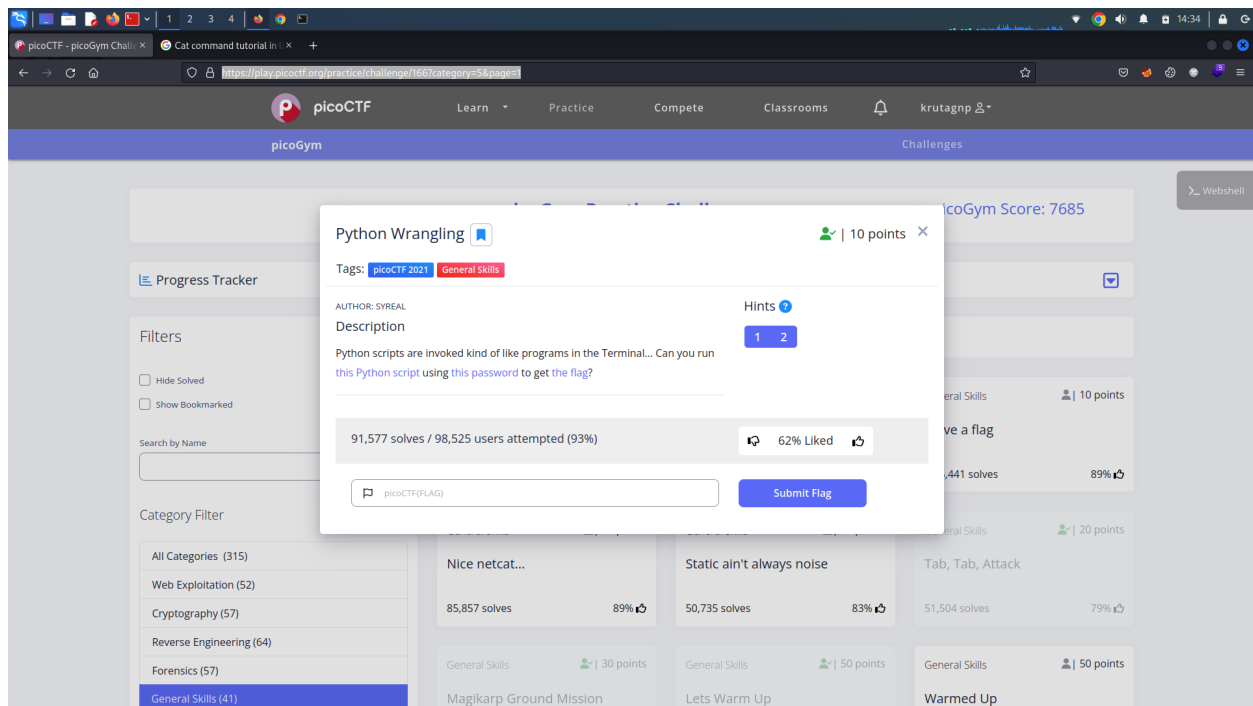 1 2 3 4
14:34
picoCTF - picoGym Challe
Cat command tutorial in
https://play.picoctf.org/practice/challenge/166?category=5&page=1
9
picoCTF
Learn
Practice
Compete
Classrooms
krutagnp
picoGym
Challenges
>_ Webshell
picoGym Score: 7685
Python Wrangling
| 10 points
Tags: picoCTF 2021 General Skills
AUTHOR: SYREAL
Description
Python scripts are invoked kind of like programs in the Terminal... Can you run
this Python script using this password to get the flag?
Hints ?
1 2
91,577 solves / 98,525 users attempted (93%)
62% Liked
picoCTF{FLAG}
Submit Flag
Progress Tracker
Filters
Hide Solved
Show Bookmarked
Search by Name
Category Filter
All Categories (315)
Web Exploitation (52)
Cryptography (57)
Reverse Engineering (64)
Forensics (57)
General Skills (41)
eral Skills
| 10 points
ve a flag
,441 solves
89%
Nice netcat...
85,857 solves
89%
Static ain't always noise
50,735 solves
83%
eral Skills
| 20 points
Tab, Tab, Attack
51,504 solves
79%
General Skills
| 30 points
Magikarp Ground Mission
General Skills
| 50 points
Lets Warm Up
General Skills
| 50 points
Warmed Up